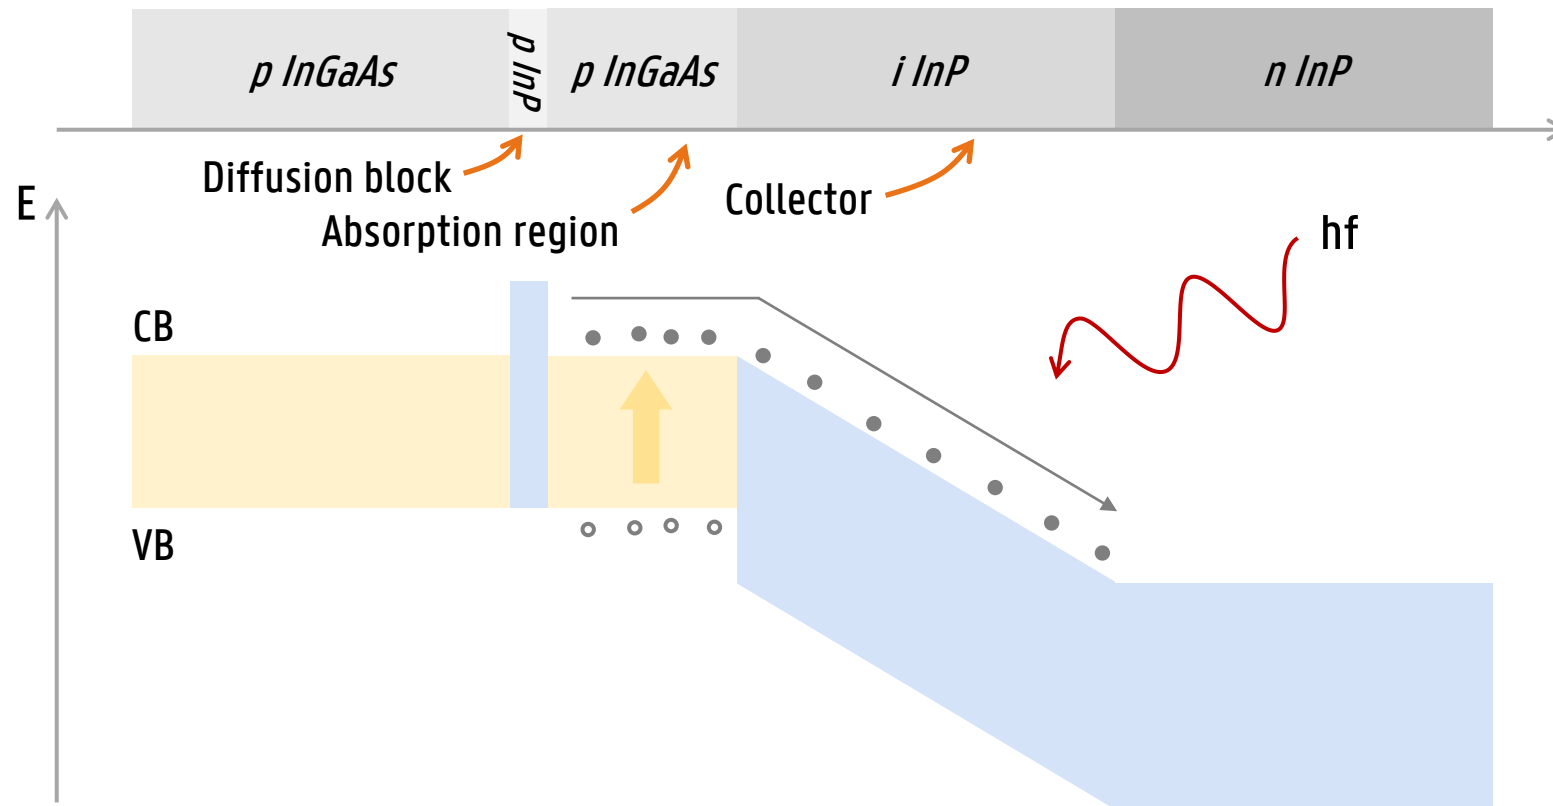 p InGaAs
p InP
p InGaAs
i InP
n InP
Diffusion block
Absorption region
Collector
E
hf
CB
VB